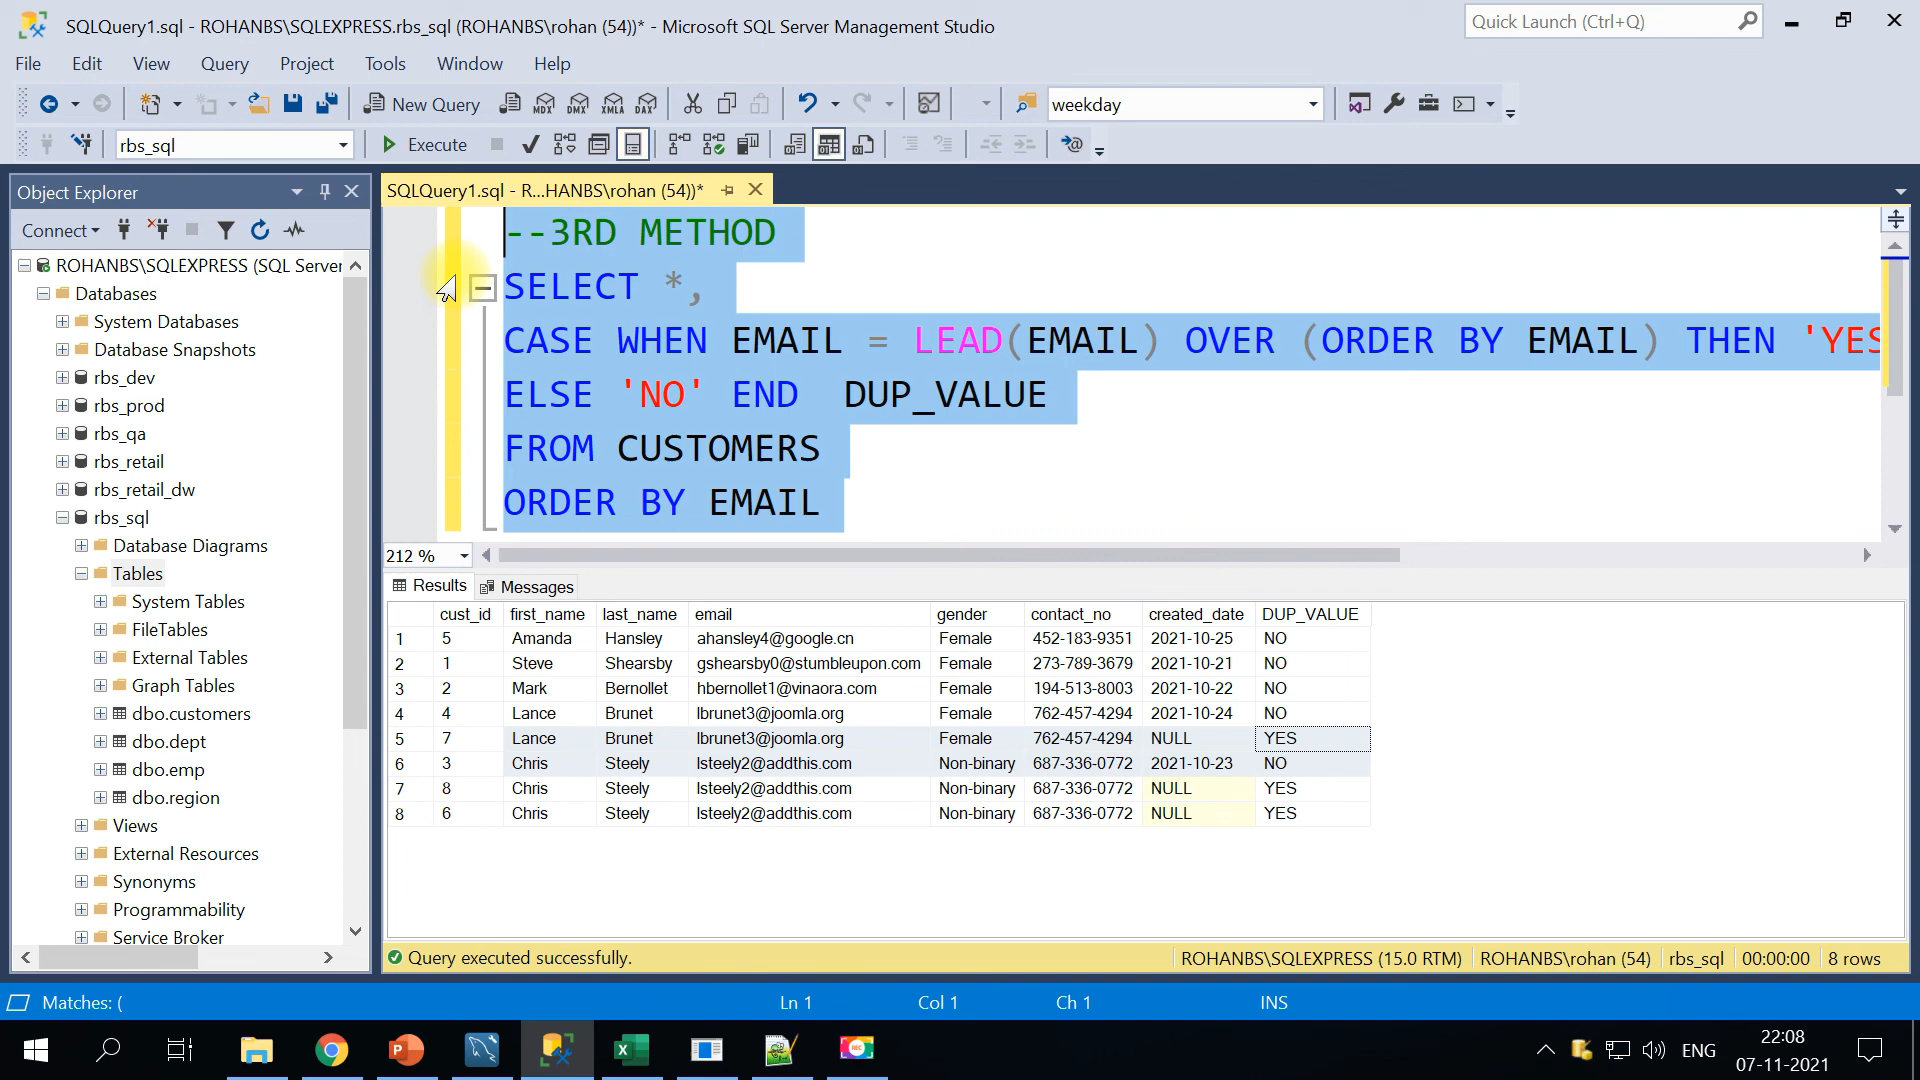 SQLQuery1.sql - ROHANBS\SQLEXPRESS.rbs_sql (ROHANBS\rohan (54))* - Microsoft SQL Server Management Studio
Quick Launch (Ctrl+Q)
File Edit View Query Project Tools Window Help
New Query
MDX DMX XMLA DAX
weekday
rbs_sql
Execute
Object Explorer
SQLQuery1.sql - R...HANBS\rohan (54))*
Connect
ROHANBS\SQLEXPRESS (SQL Server
Databases
System Databases
Database Snapshots
rbs_dev
rbs_prod
rbs_qa
rbs_retail
rbs_retail_dw
rbs_sql
Database Diagrams
Tables
System Tables
FileTables
External Tables
Graph Tables
dbo.customers
dbo.dept
dbo.emp
dbo.region
Views
External Resources
Synonyms
Programmability
Service Broker
--3RD METHOD
SELECT *,
CASE WHEN EMAIL = LEAD(EMAIL) OVER (ORDER BY EMAIL) THEN 'YES
ELSE 'NO' END  DUP_VALUE
FROM CUSTOMERS
ORDER BY EMAIL
212 %
Results Messages
cust_id first_name last_name email gender contact_no created_date DUP_VALUE
1 5 Amanda Hansley ahansley4@google.cn Female 452-183-9351 2021-10-25 NO
2 1 Steve Shearsby gshearsby0@stumbleupon.com Female 273-789-3679 2021-10-21 NO
3 2 Mark Bernollet hbernollet1@vinaora.com Female 194-513-8003 2021-10-22 NO
4 4 Lance Brunet lbrunet3@joomla.org Female 762-457-4294 2021-10-24 NO
5 7 Lance Brunet lbrunet3@joomla.org Female 762-457-4294 NULL YES
6 3 Chris Steely lsteely2@addthis.com Non-binary 687-336-0772 2021-10-23 NO
7 8 Chris Steely lsteely2@addthis.com Non-binary 687-336-0772 NULL YES
8 6 Chris Steely lsteely2@addthis.com Non-binary 687-336-0772 NULL YES
Query executed successfully.
ROHANBS\SQLEXPRESS (15.0 RTM) ROHANBS\rohan (54) rbs_sql 00:00:00 8 rows
Matches: (
Ln 1 Col 1 Ch 1 INS
ENG
22:08
07-11-2021